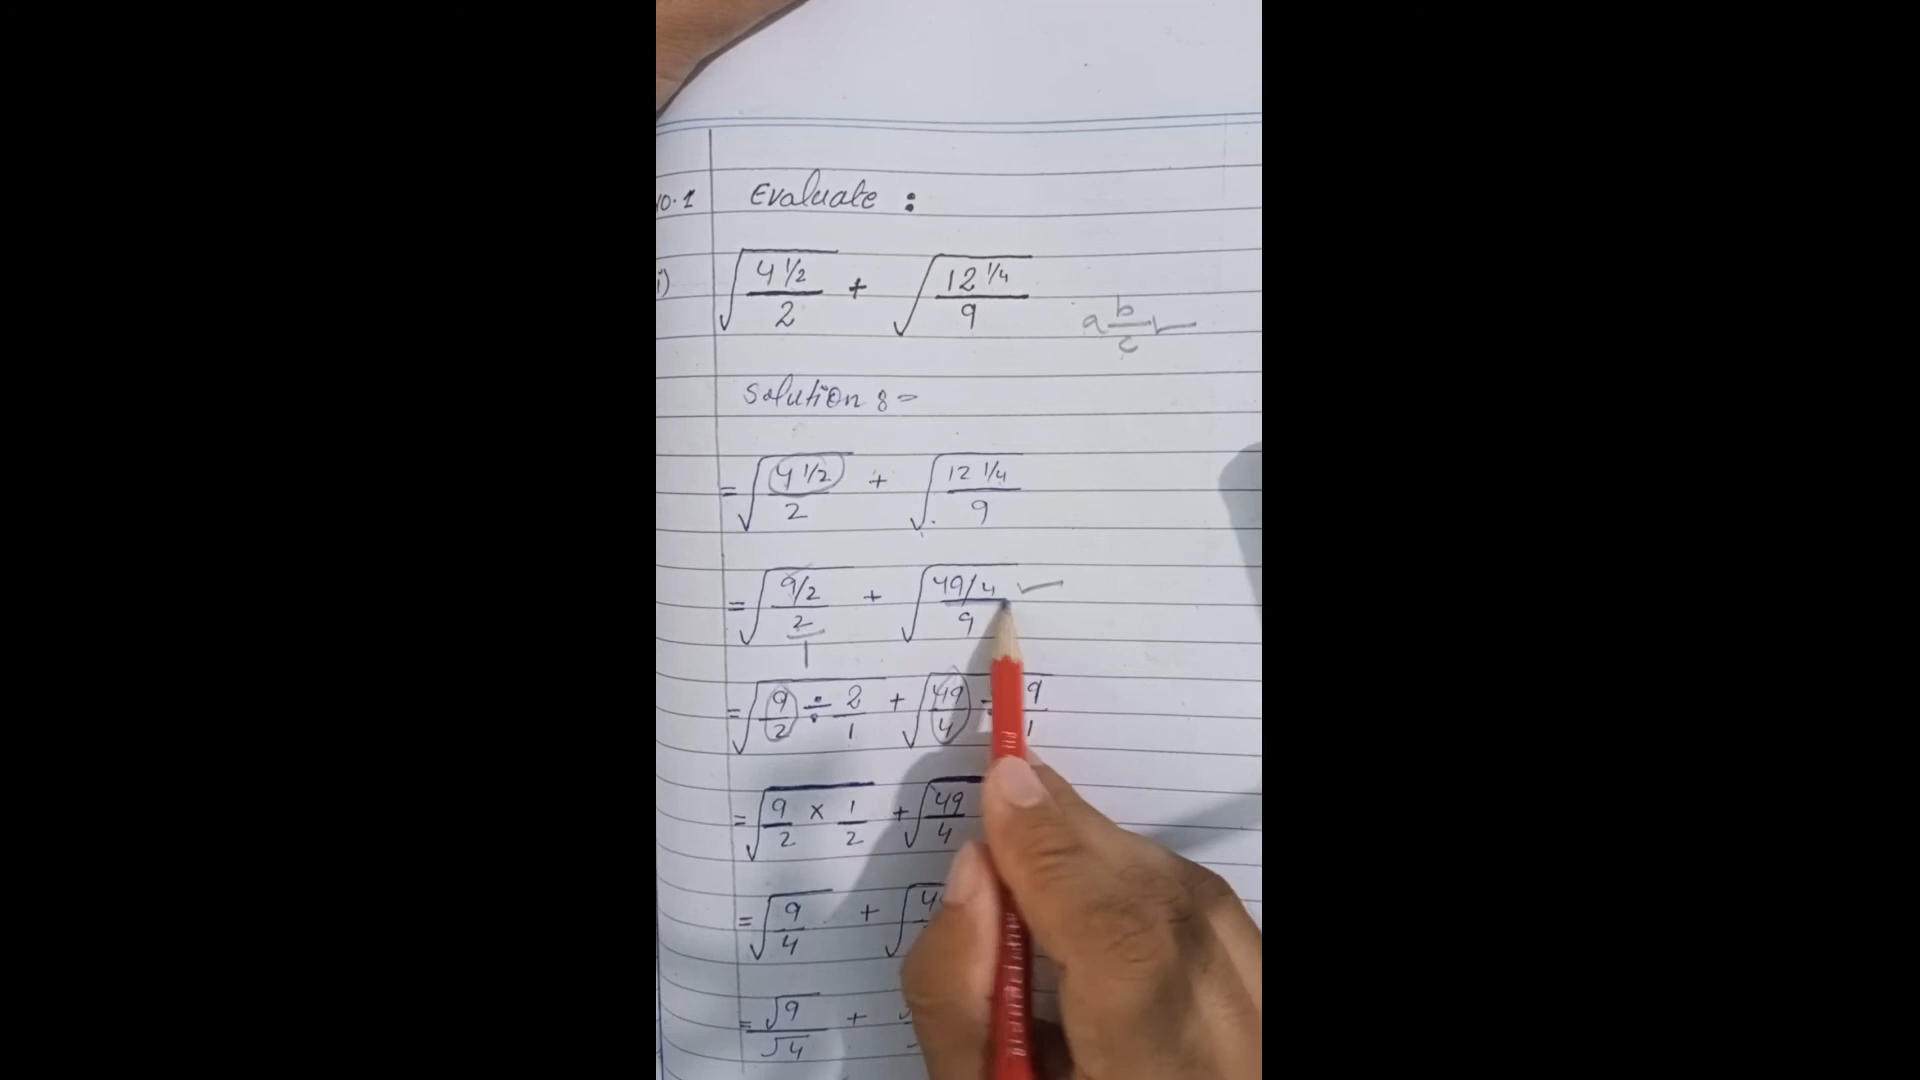 10.1 Evaluate :
i) √(4 1/2 / 2) + √(12 1/4 / 9)
a b/c
Solution :-
= √(4 1/2 / 2) + √(12 1/4 / 9)
= √(9/2 / 2) + √(49/4 / 9)
1
= √(9/2 ÷ 2/1) + √(49/4 ÷ 9/1)
= √(9/2 × 1/2) + √(49/4
= √(9/4) + √
= √9/√4 +